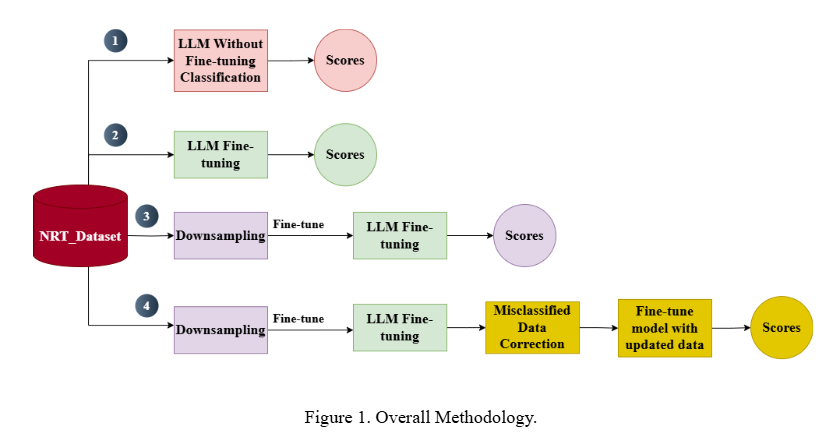 1
LLM Without
Fine-tuning
Classification
Scores
2
LLM Fine-
tuning
Scores
NRT_Dataset
3
Downsampling
Fine-tune
LLM Fine-
tuning
Scores
4
Downsampling
Fine-tune
LLM Fine-
tuning
Misclassified
Data
Correction
Fine-tune
model with
updated data
Scores
Figure 1. Overall Methodology.